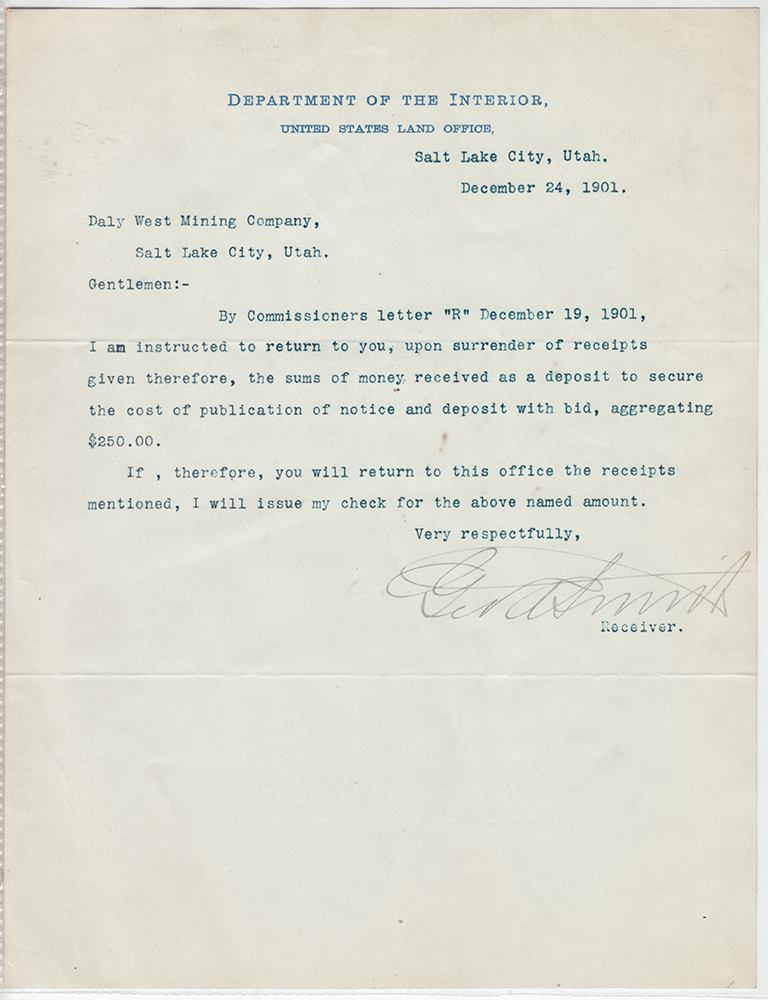 DEPARTMENT OF THE INTERIOR,
UNITED STATES LAND OFFICE,
Salt Lake City, Utah.
December 24, 1901.
Daly West Mining Company,
Salt Lake City, Utah.
Gentlemen:-
By Commissioners letter "R" December 19, 1901,
I am instructed to return to you, upon surrender of receipts
given therefore, the sums of money, received as a deposit to secure
the cost of publication of notice and deposit with bid, aggregating
$250.00.
If , therefore, you will return to this office the receipts
mentioned, I will issue my check for the above named amount.
Very respectfully,
Geo A Smith
Receiver.